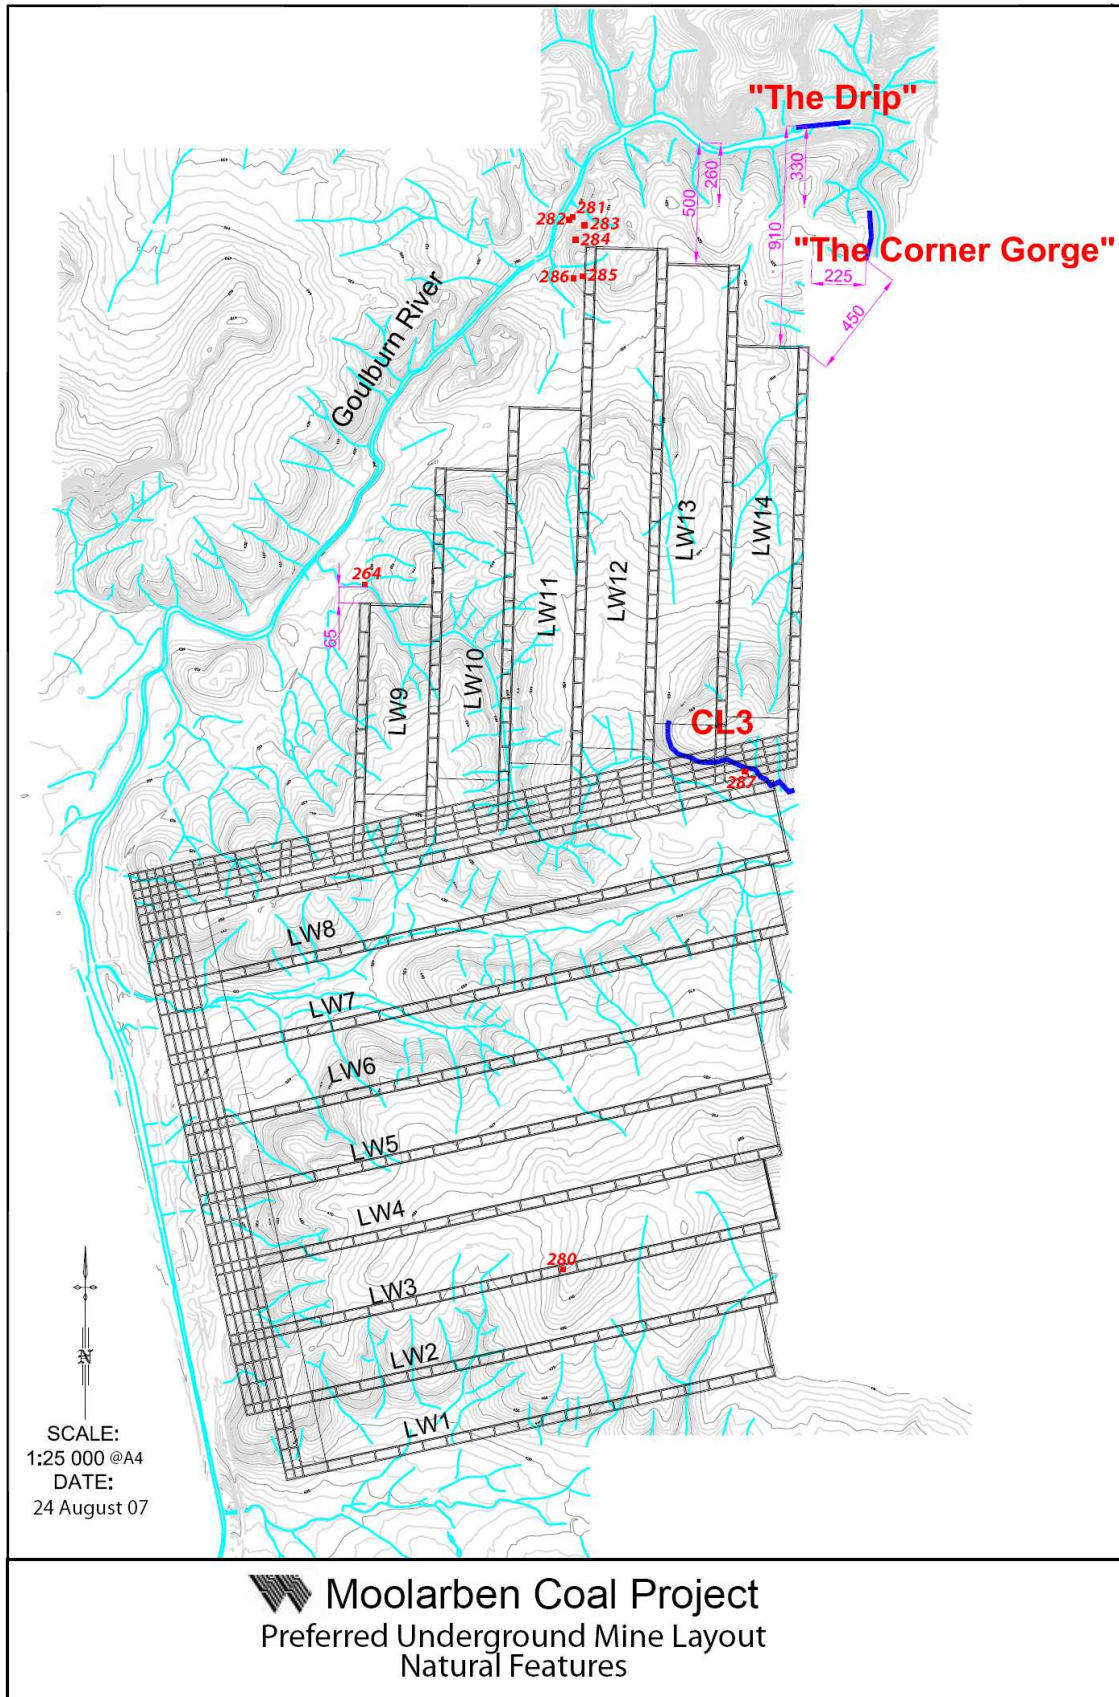 "The Drip"
260
330
500
910
281
282
283
284
"The Corner Gorge"
286
285
225
450
Goulburn River
264
65
LW14
LW13
LW12
LW11
LW10
LW9
CL3
287
LW8
LW7
LW6
LW5
LW4
280
LW3
LW2
LW1
N
SCALE:
1:25 000 @A4
DATE:
24 August 07
Moolarben Coal Project
Preferred Underground Mine Layout
Natural Features